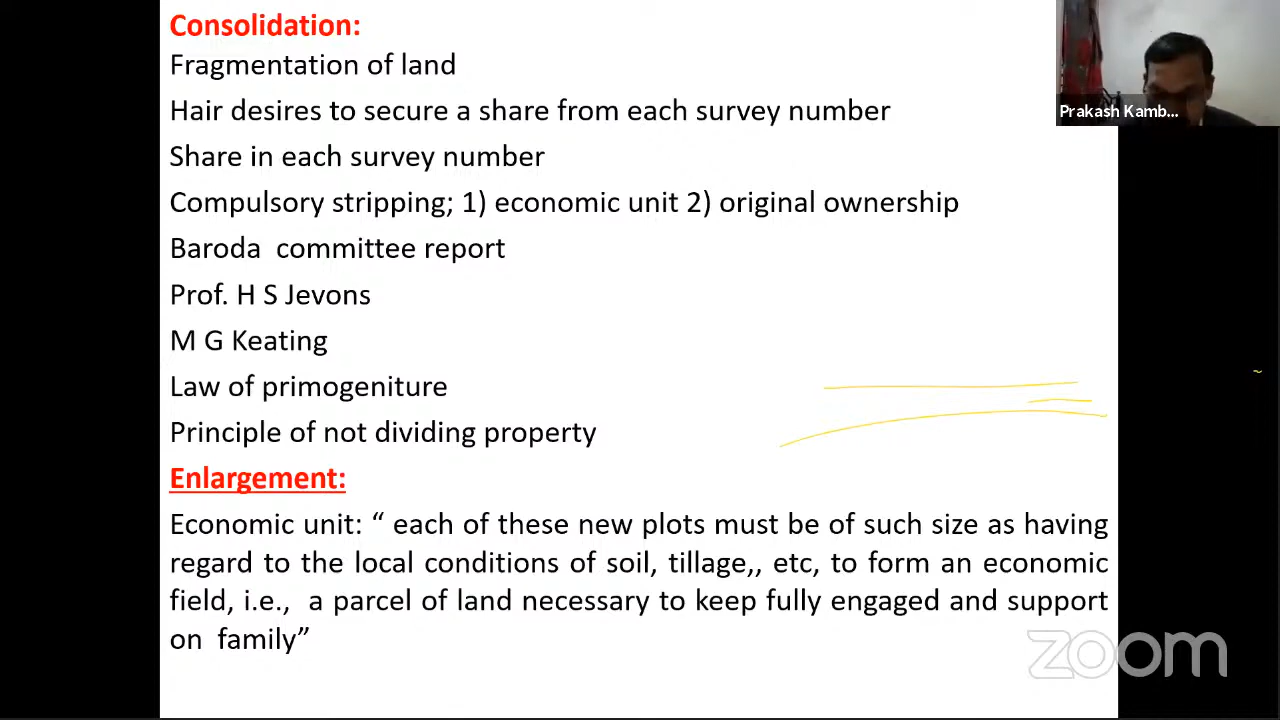 Consolidation:
Fragmentation of land
Hair desires to secure a share from each survey number
Share in each survey number
Compulsory stripping; 1) economic unit 2) original ownership
Baroda  committee report
Prof. H S Jevons
M G Keating
Law of primogeniture
Principle of not dividing property
Enlargement:
Economic unit: “ each of these new plots must be of such size as having
regard to the local conditions of soil, tillage,, etc, to form an economic
field, i.e.,  a parcel of land necessary to keep fully engaged and support
on  family”
Prakash Kamb...
zoom